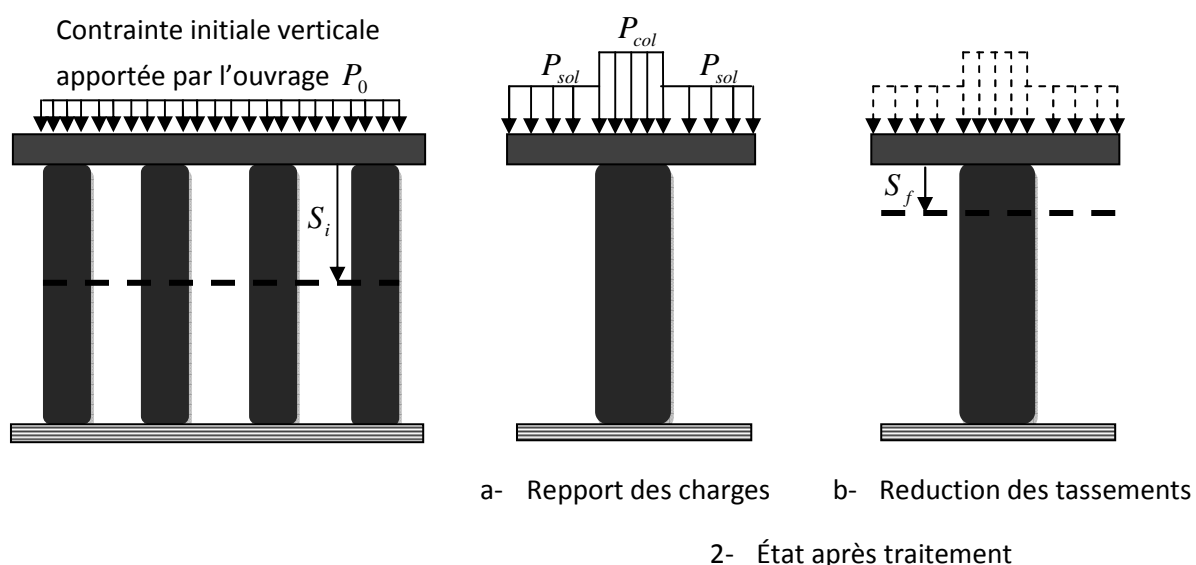 Contrainte initiale verticale
apportée par l'ouvrage P₀
P_col
P_sol
P_sol
S_i
S_f
a- Repport des charges
b- Reduction des tassements
2- État après traitement